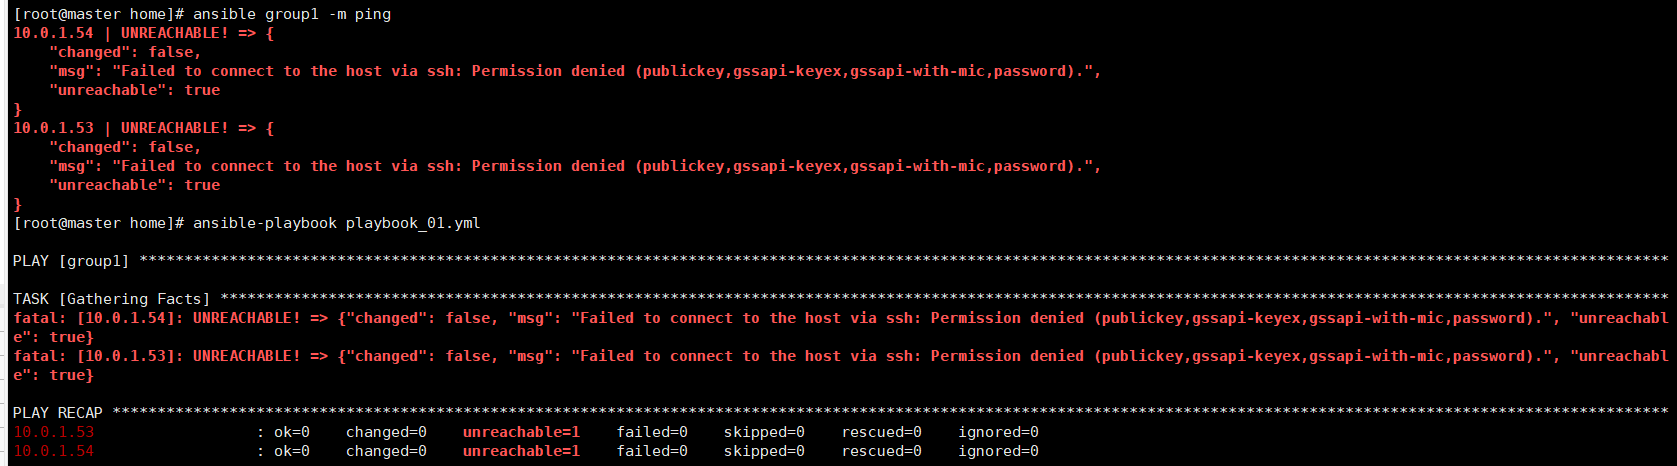 [root@master home]# ansible group1 -m ping
10.0.1.54 | UNREACHABLE! => {
    "changed": false,
    "msg": "Failed to connect to the host via ssh: Permission denied (publickey,gssapi-keyex,gssapi-with-mic,password).",
    "unreachable": true
}
10.0.1.53 | UNREACHABLE! => {
    "changed": false,
    "msg": "Failed to connect to the host via ssh: Permission denied (publickey,gssapi-keyex,gssapi-with-mic,password).",
    "unreachable": true
}
[root@master home]# ansible-playbook playbook_01.yml
PLAY [group1] **************************************************************************************************************************************************************************
TASK [Gathering Facts] *****************************************************************************************************************************************************************
fatal: [10.0.1.54]: UNREACHABLE! => {"changed": false, "msg": "Failed to connect to the host via ssh: Permission denied (publickey,gssapi-keyex,gssapi-with-mic,password).", "unreachabl
e": true}
fatal: [10.0.1.53]: UNREACHABLE! => {"changed": false, "msg": "Failed to connect to the host via ssh: Permission denied (publickey,gssapi-keyex,gssapi-with-mic,password).", "unreachabl
e": true}
PLAY RECAP *****************************************************************************************************************************************************************************
10.0.1.53                  : ok=0    changed=0    unreachable=1    failed=0    skipped=0    rescued=0    ignored=0
10.0.1.54                  : ok=0    changed=0    unreachable=1    failed=0    skipped=0    rescued=0    ignored=0